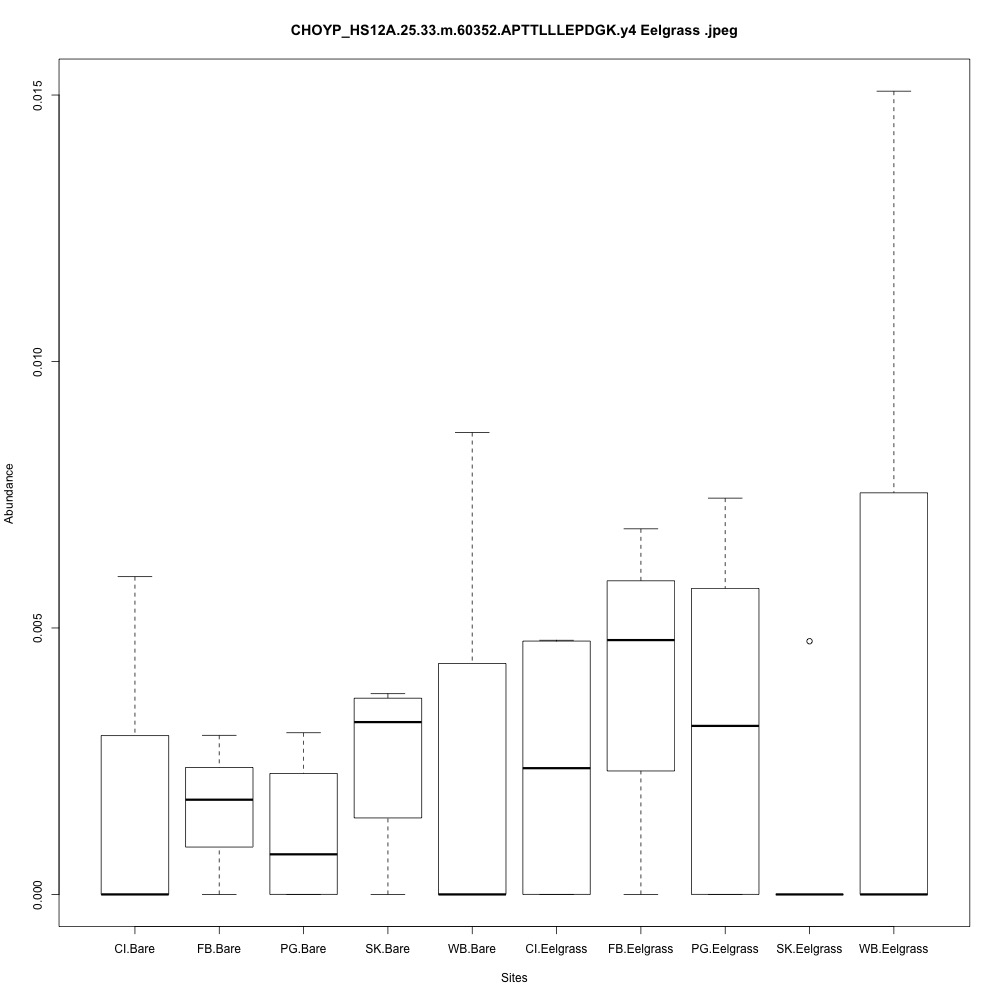 CHOYP_HS12A.25.33.m.60352.APTTLLLEPDGK.y4 Eelgrass .jpeg
0.015
0.010
0.005
0.000
Abundance
CI.Bare FB.Bare PG.Bare SK.Bare WB.Bare CI.Eelgrass FB.Eelgrass PG.Eelgrass SK.Eelgrass WB.Eelgrass
Sites